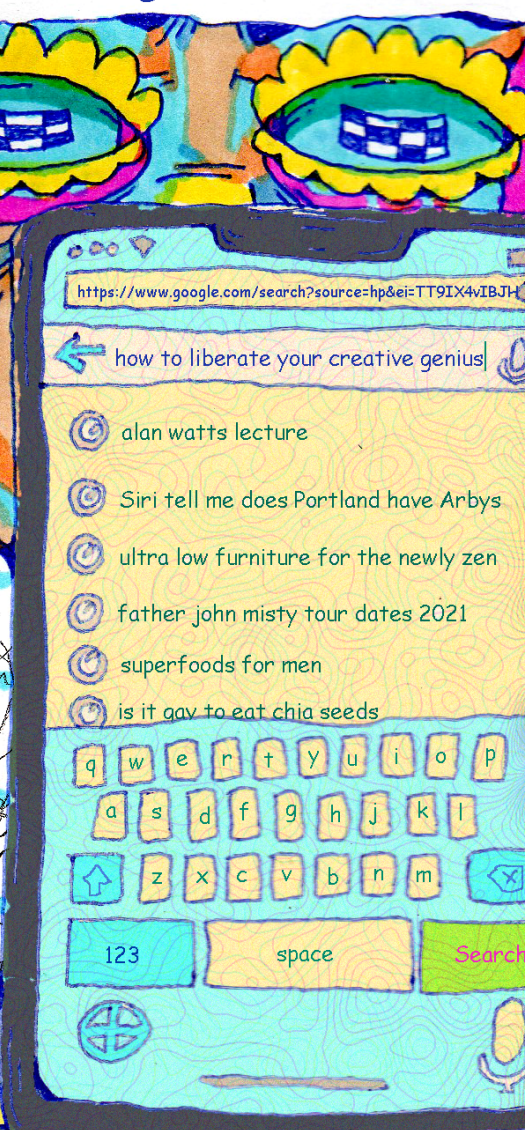 https://www.google.com/search?source=hp&ei=TT9IX4vIBJH
how to liberate your creative genius
alan watts lecture
Siri tell me does Portland have Arbys
ultra low furniture for the newly zen
father john misty tour dates 2021
superfoods for men
is it gay to eat chia seeds
q w e r t y u i o p
a s d f g h j k l
z x c v b n m
123 space Search